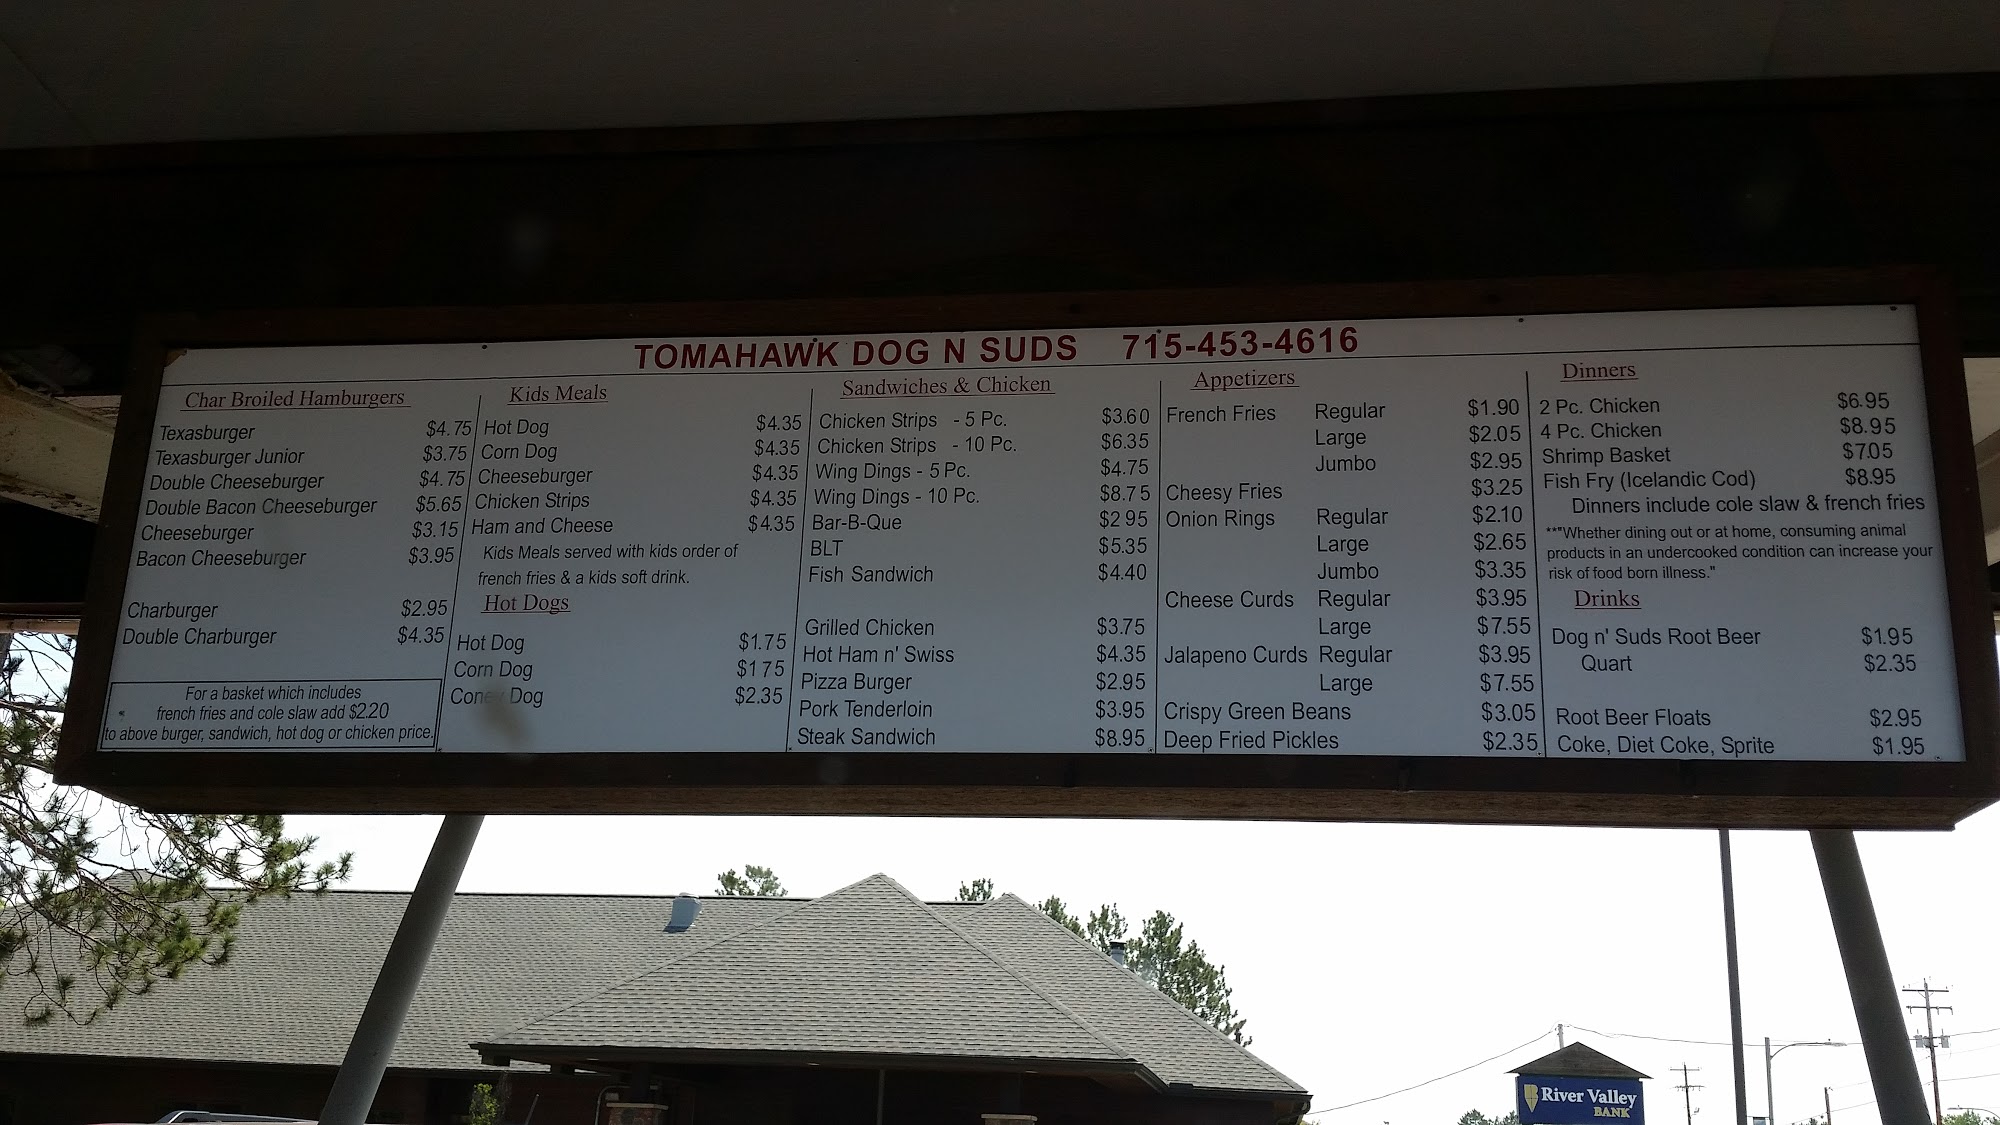 TOMAHAWK DOG N SUDS 715-453-4616
Char Broiled Hamburgers
Texasburger $4.75
Texasburger Junior $3.75
Double Cheeseburger $4.75
Double Bacon Cheeseburger $5.65
Cheeseburger $3.15
Bacon Cheeseburger $3.95
Charburger $2.95
Double Charburger $4.35
For a basket which includes
french fries and cole slaw add $2.20
to above burger, sandwich, hot dog or chicken price.
Kids Meals
Hot Dog $4.35
Corn Dog $4.35
Cheeseburger $4.35
Chicken Strips $4.35
Ham and Cheese $4.35
Kids Meals served with kids order of
french fries & a kids soft drink.
Hot Dogs
Hot Dog $1.75
Corn Dog $1 75
Coney Dog $2.35
Sandwiches & Chicken
Chicken Strips - 5 Pc. $3.60
Chicken Strips - 10 Pc. $6.35
Wing Dings - 5 Pc. $4.75
Wing Dings - 10 Pc. $8.75
Bar-B-Que $2 95
BLT $5.35
Fish Sandwich $4.40
Grilled Chicken $3.75
Hot Ham n' Swiss $4.35
Pizza Burger $2.95
Pork Tenderloin $3.95
Steak Sandwich $8.95
Appetizers
French Fries Regular $1.90
Large $2.05
Jumbo $2.95
Cheesy Fries $3.25
Onion Rings Regular $2.10
Large $2.65
Jumbo $3.35
Cheese Curds Regular $3.95
Large $7.55
Jalapeno Curds Regular $3.95
Large $7.55
Crispy Green Beans $3.05
Deep Fried Pickles $2.35
Dinners
2 Pc. Chicken $6.95
4 Pc. Chicken $8.95
Shrimp Basket $7.05
Fish Fry (Icelandic Cod) $8.95
Dinners include cole slaw & french fries
**"Whether dining out or at home, consuming animal
products in an undercooked condition can increase your
risk of food born illness."
Drinks
Dog n' Suds Root Beer $1.95
Quart $2.35
Root Beer Floats $2.95
Coke, Diet Coke, Sprite $1.95
River Valley
BANK